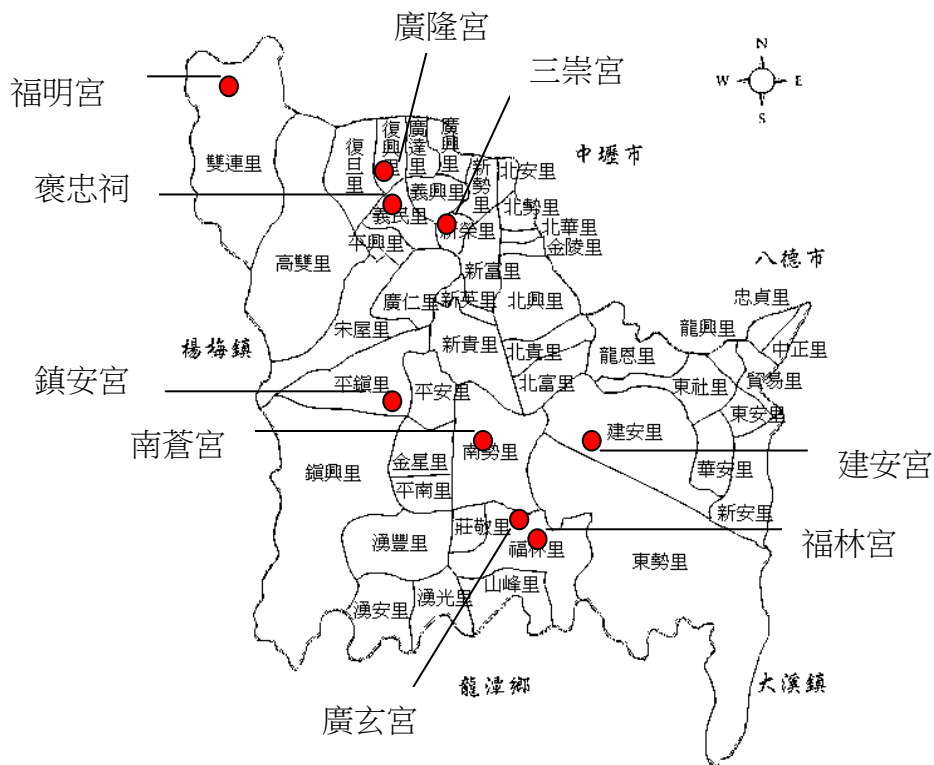 廣隆宮
三崇宮
福明宮
褒忠祠
鎮安宮
南蒼宮
建安宮
福林宮
廣玄宮
N
W
E
S
中壢市
八德市
楊梅鎮
龍潭鄉
大溪鎮
雙連里
復旦里
復興里
廣達里
廣興里
新勢里
北安里
義興里
北勢里
義民里
新榮里
北華里
金陵里
平興里
高雙里
新富里
廣仁里
新英里
北興里
忠貞里
宋屋里
龍興里
新貴里
北貴里
龍恩里
中正里
平鎮里
平安里
北富里
東社里
貿易里
東安里
建安里
南勢里
金星里
鎮興里
平南里
華安里
新安里
莊敬里
湧豐里
福林里
東勢里
山峰里
湧光里
湧安里